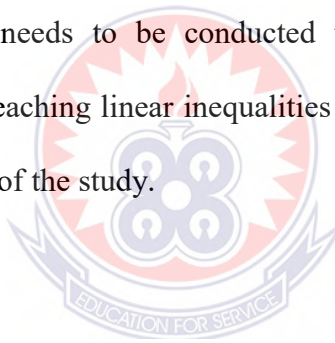 needs to be conducted
eaching linear inequalities
of the study.
EDUCATION FOR SERVICE